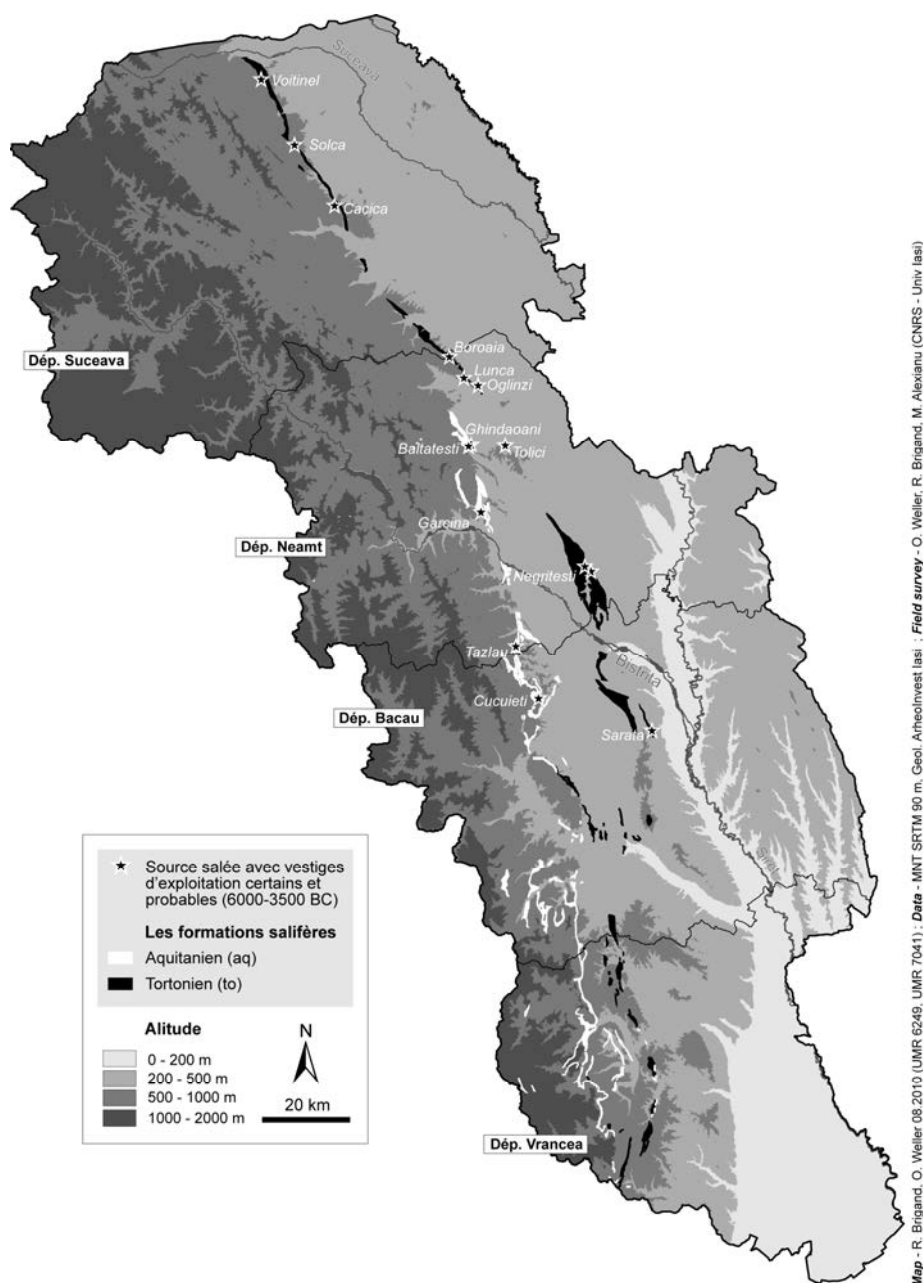 Suceava
Voitinel
Solca
Cacica
Dép. Suceava
Boroaia
Lunca
Oglinzi
Ghindaoani
Baltatesti
Tolici
Garcina
Dép. Neamt
Negritesti
Tazlau
Bistrita
Cucuieti
Dép. Bacau
Sarata
Siret
Source salée avec vestiges
d'exploitation certains et
probables (6000-3500 BC)
Les formations salifères
Aquitanien (aq)
Tortonien (to)
Alitude
0 - 200 m
200 - 500 m
500 - 1000 m
1000 - 2000 m
N
20 km
Dép. Vrancea
Map - R. Brigand, O. Weller 08.2010 (UMR 6249, UMR 7041) ; Data - MNT SRTM 90 m, Geol. ArheoInvest Iasi ; Field survey - O. Weller, R. Brigand, M. Alexianu (CNRS - Univ Iasi)